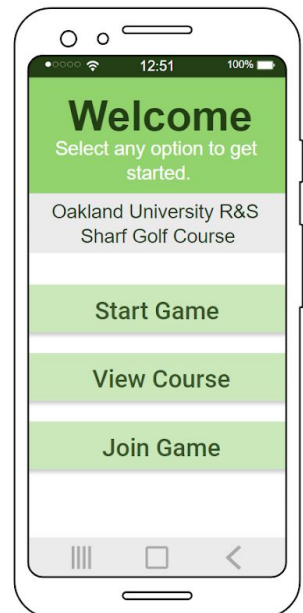 12:51
100%
Welcome
Select any option to get
started.
Oakland University R&S
Sharf Golf Course
Start Game
View Course
Join Game